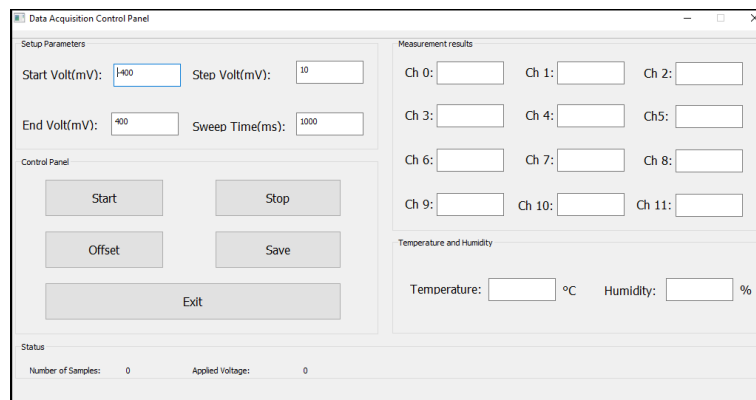 Data Acquisition Control Panel
Setup Parameters
Start Volt(mV): -400 Step Volt(mV): 10
End Volt(mV): 400 Sweep Time(ms): 1000
Control Panel
Start Stop
Offset Save
Exit
Measurement results
Ch 0: Ch 1: Ch 2:
Ch 3: Ch 4: Ch5:
Ch 6: Ch 7: Ch 8:
Ch 9: Ch 10: Ch 11:
Temperature and Humidity
Temperature: ºC Humidity: %
Status
Number of Samples: 0 Applied Voltage: 0